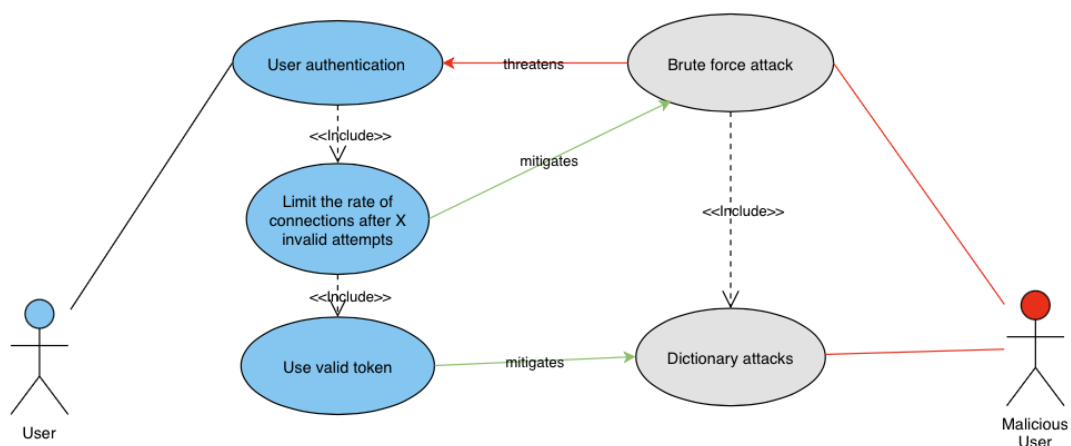 User authentication
threatens
Brute force attack
<<Include>>
mitigates
Limit the rate of
connections after X
invalid attempts
<<Include>>
<<Include>>
Use valid token
mitigates
Dictionary attacks
User
Malicious
User